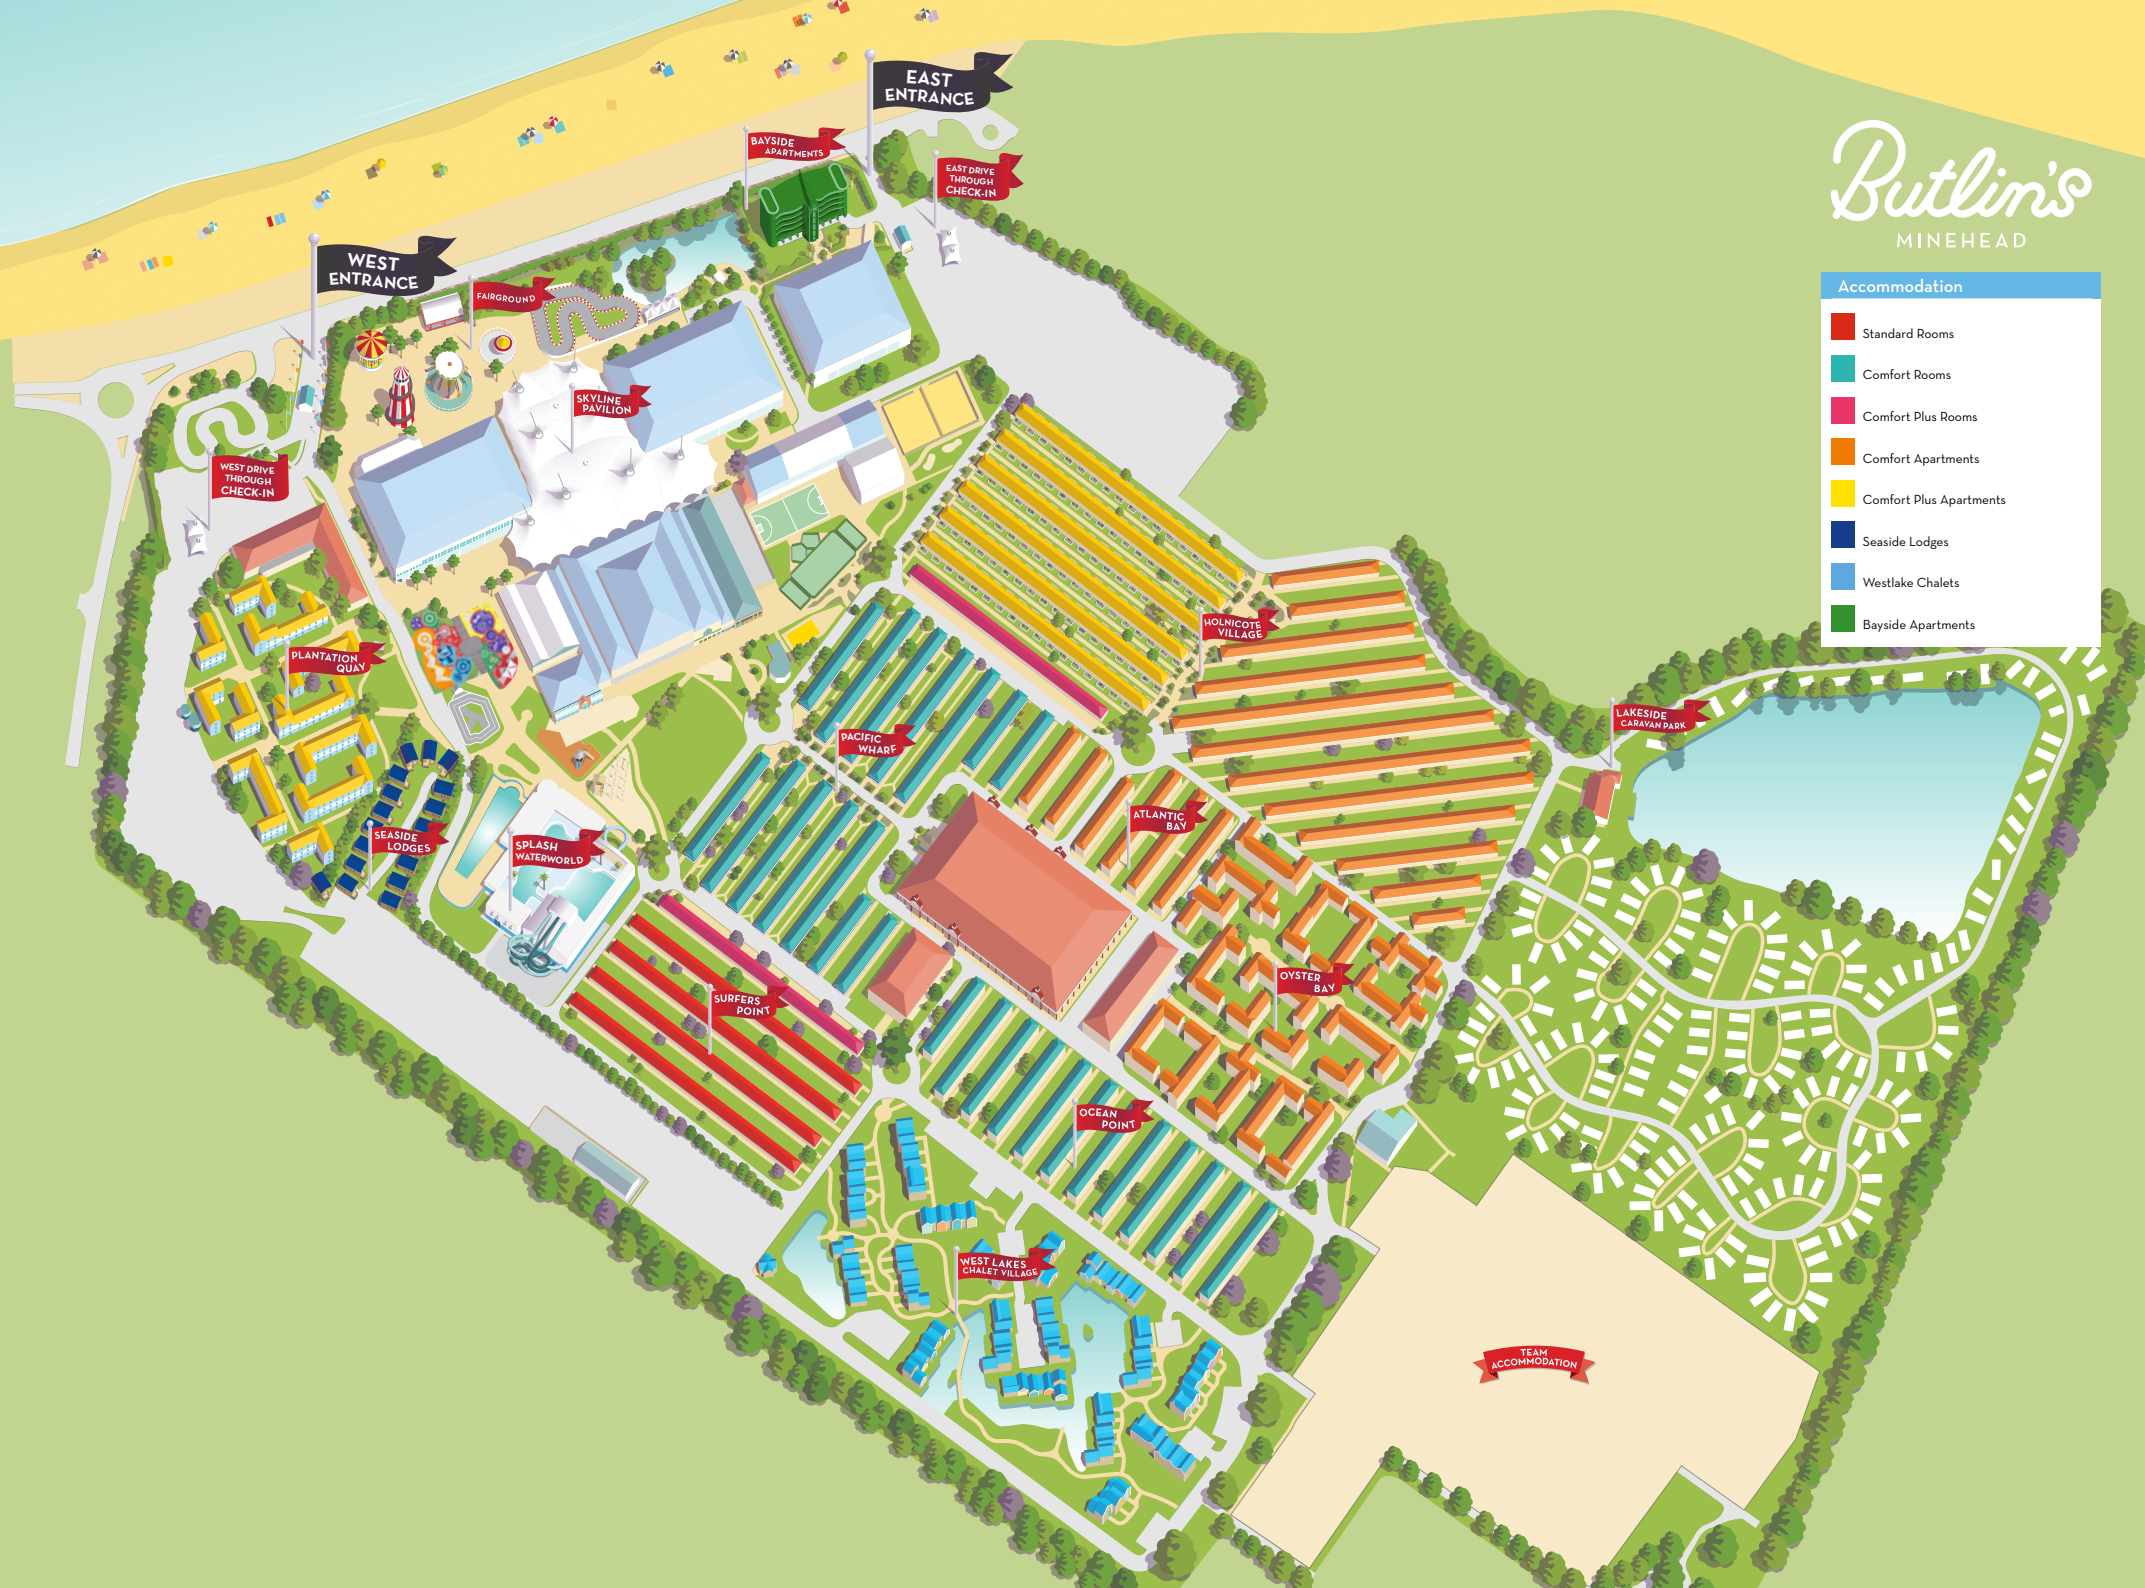 EAST
ENTRANCE
BAYSIDE
APARTMENTS
EAST DRIVE
THROUGH
CHECK-IN
Butlin's
MINEHEAD
WEST
ENTRANCE
FAIRGROUND
Accommodation
Standard Rooms
Comfort Rooms
Comfort Plus Rooms
Comfort Apartments
Comfort Plus Apartments
Seaside Lodges
Westlake Chalets
Bayside Apartments
SKYLINE
PAVILION
WEST DRIVE
THROUGH
CHECK-IN
HOLNICOTE
VILLAGE
PLANTATION
QUAY
LAKESIDE
CARAVAN PARK
PACIFIC
WHARF
ATLANTIC
BAY
SEASIDE
LODGES
SPLASH
WATERWORLD
OYSTER
BAY
SURFERS
POINT
OCEAN
POINT
WEST LAKES
CHALET VILLAGE
TEAM
ACCOMMODATION